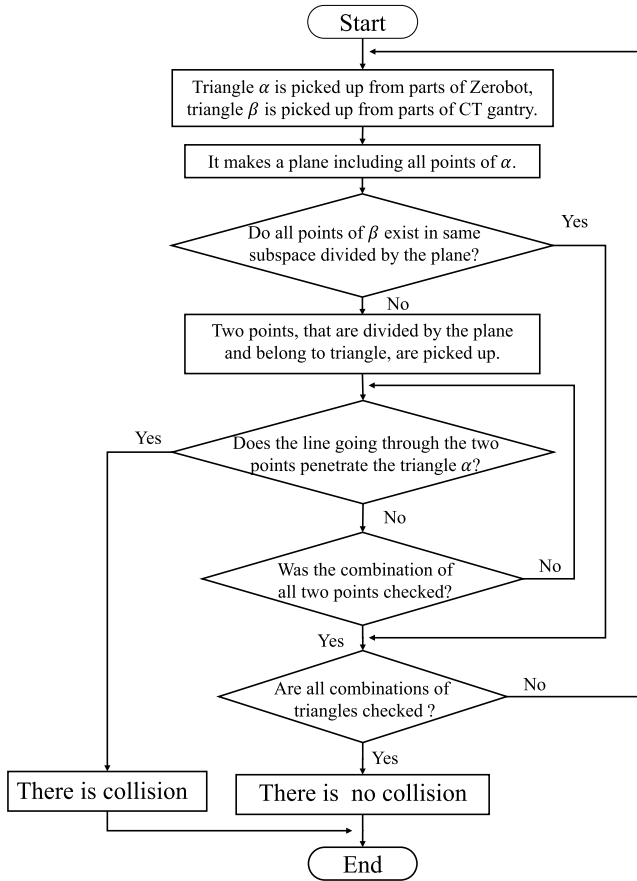 Start
Triangle α is picked up from parts of Zerobot,
triangle β is picked up from parts of CT gantry.
It makes a plane including all points of α.
Do all points of β exist in same
subspace divided by the plane?
Yes
No
Two points, that are divided by the plane
and belong to triangle, are picked up.
Yes
Does the line going through the two
points penetrate the triangle α?
No
Was the combination of
all two points checked?
No
Yes
Are all combinations of
triangles checked ?
No
Yes
There is collision
There is no collision
End